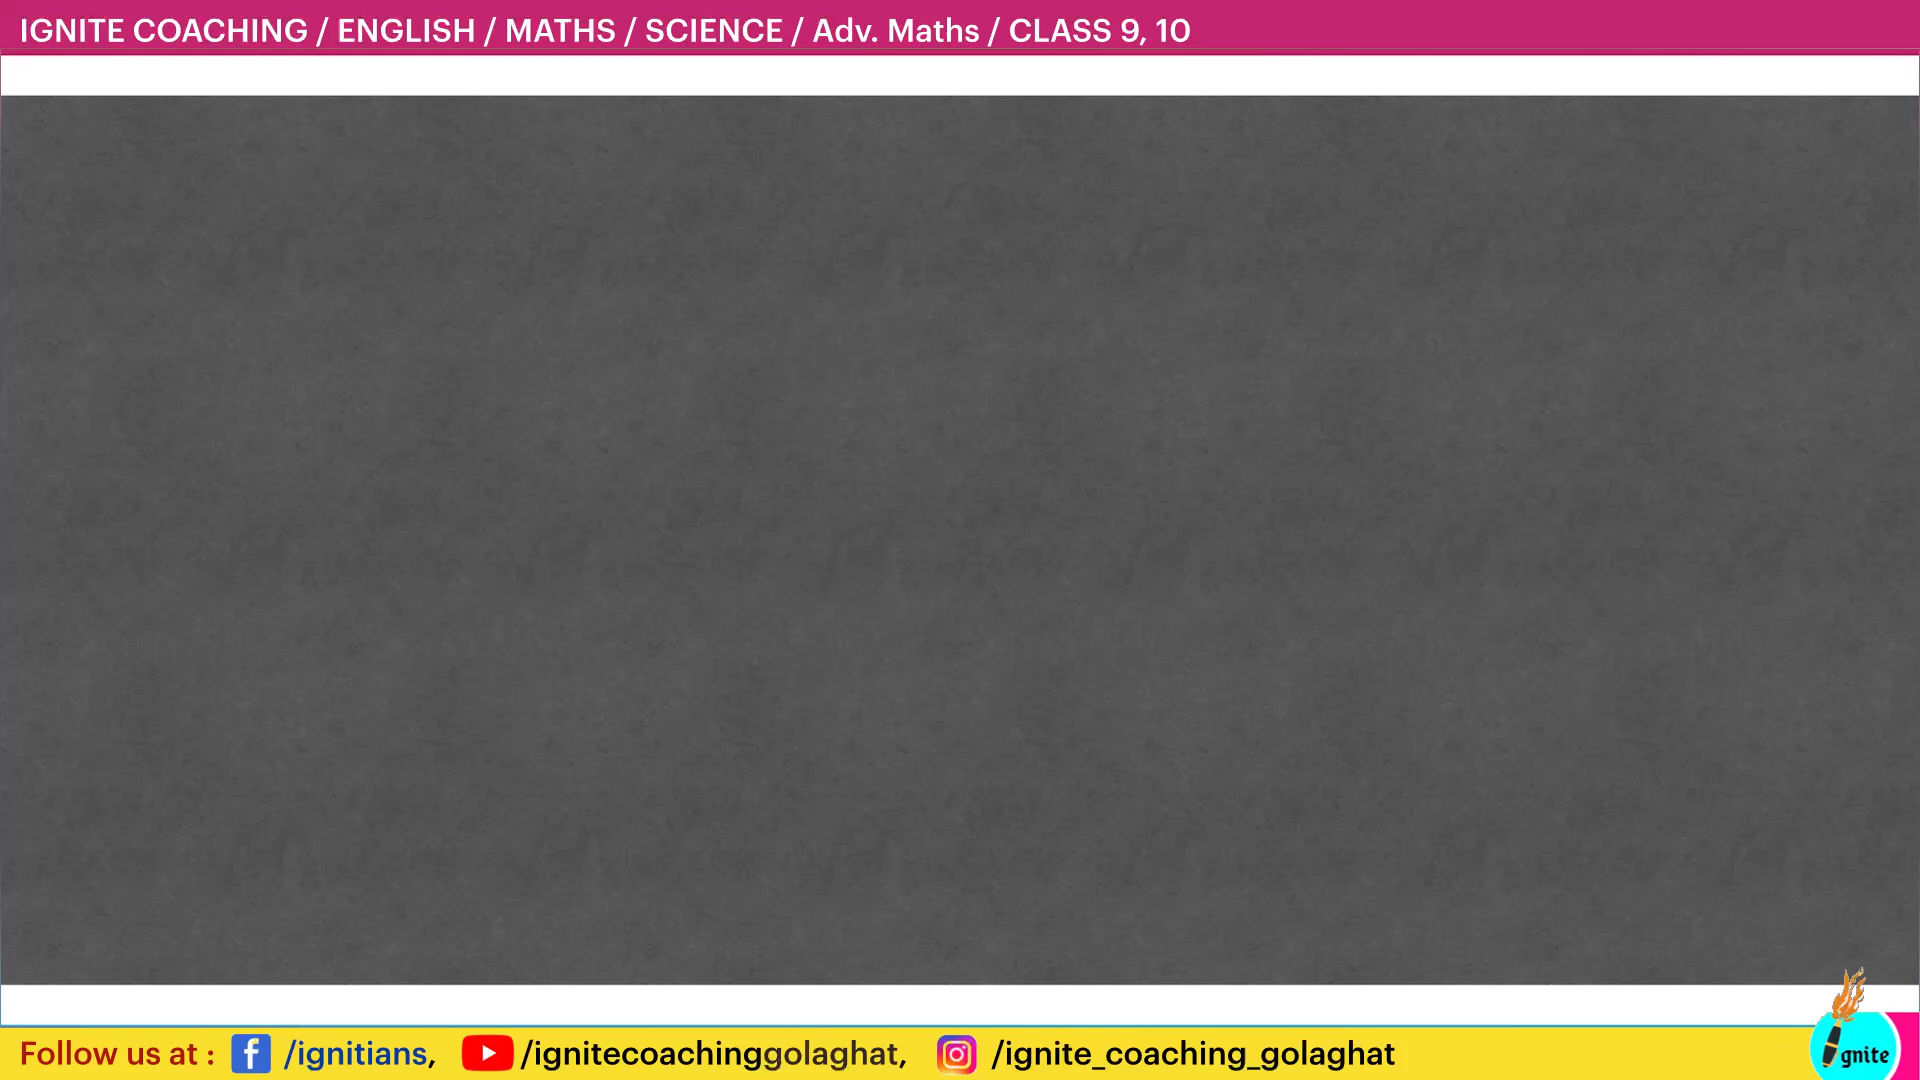 IGNITE COACHING / ENGLISH / MATHS / SCIENCE / Adv. Maths / CLASS 9, 10
Follow us at : /ignitians, /ignitecoachinggolaghat, /ignite_coaching_golaghat
gnite